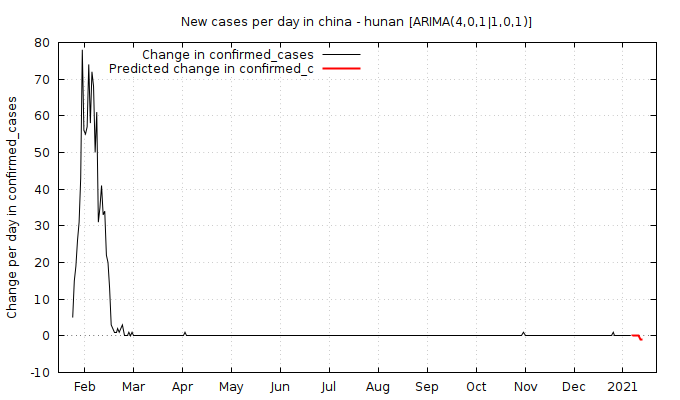 New cases per day in china - hunan [ARIMA(4,0,1|1,0,1)]
Change in confirmed_cases
Predicted change in confirmed_c
Change per day in confirmed_cases
80
70
60
50
40
30
20
10
0
-10
Feb Mar Apr May Jun Jul Aug Sep Oct Nov Dec 2021